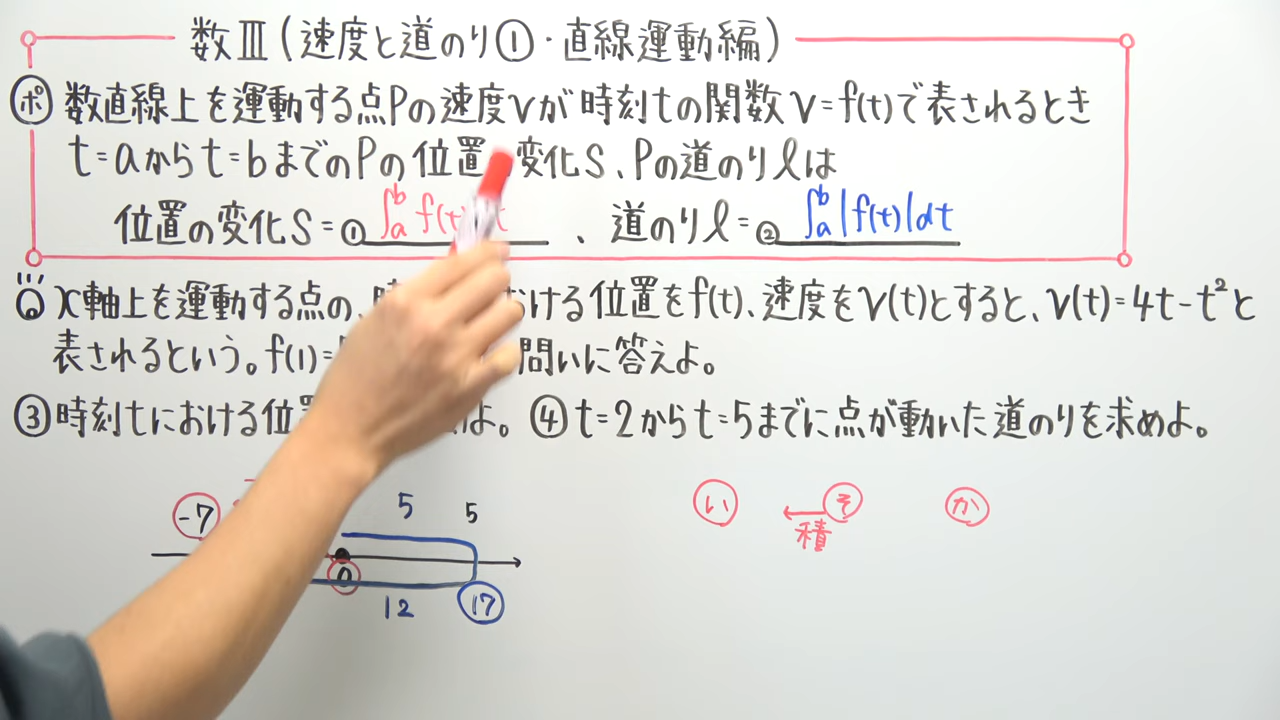 数Ⅲ(速度と道のり①・直線運動編)
ポ 数直線上を運動する点Pの速度vが時刻tの関数v=f(t)で表されるとき
t=aからt=bまでのPの位置 変化S、Pの道のりlは
位置の変化S=① ∫_a^b f(t) t 、道のりl=② ∫_a^b|f(t)|dt
x軸上を運動する点の、時 おける位置をf(t)、速度をv(t)とすると、v(t)=4t-t²と
表されるという。f(1)= 問いに答えよ。
③時刻tにおける位置 よ。 ④t=2からt=5までに点が動いた道のりを求めよ。
-7 5 5
0 12 17
い ← そ か
積